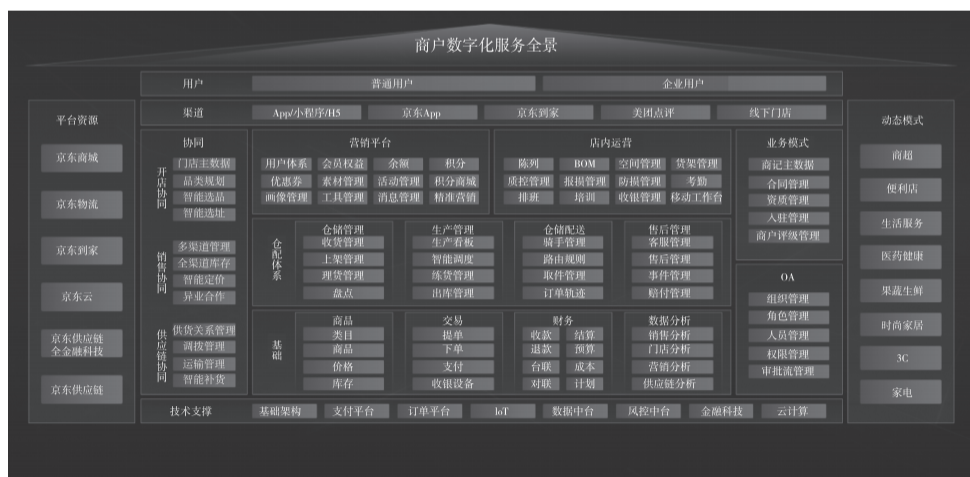 商户数字化服务全景
用户 普通用户 企业用户
渠道 App/小程序/H5 京东App 京东到家 美团点评 线下门店
平台资源
京东商城
京东物流
京东到家
京东云
京东供应链
全金融科技
京东供应链
协同
开店协同
门店主数据
品类规划
智能选品
智能选址
销售协同
多渠道管理
全渠道库存
智能定价
异业合作
供应链协同
供货关系管理
调拨管理
运输管理
智能补货
营销平台
用户体系 会员权益 余额 积分
优惠券 素材管理 活动管理 积分商城
画像管理 工具管理 消息管理 精准营销
店内运营
陈列 BOM 空间管理 货架管理
质控管理 报损管理 防损管理 考勤
排班 培训 收银管理 移动工作台
仓配体系
仓储管理
收货管理
上架管理
理货管理
盘点
生产管理
生产看板
智能调度
练货管理
出库管理
仓储配送
骑手管理
路由规则
取件管理
订单轨迹
售后管理
客服管理
售后管理
事件管理
赔付管理
基础
商品
类目
商品
价格
库存
交易
提单
下单
支付
收银设备
财务
收款 结算
退款 预算
台联 成本
对联 计划
数据分析
销售分析
门店分析
营销分析
供应链分析
业务模式
商记主数据
合同管理
资质管理
入驻管理
商户评级管理
OA
组织管理
角色管理
人员管理
权限管理
审批流管理
动态模式
商超
便利店
生活服务
医药健康
果蔬生鲜
时尚家居
3C
家电
技术支撑 基础架构 支付平台 订单平台 IoT 数据中台 风控中台 金融科技 云计算